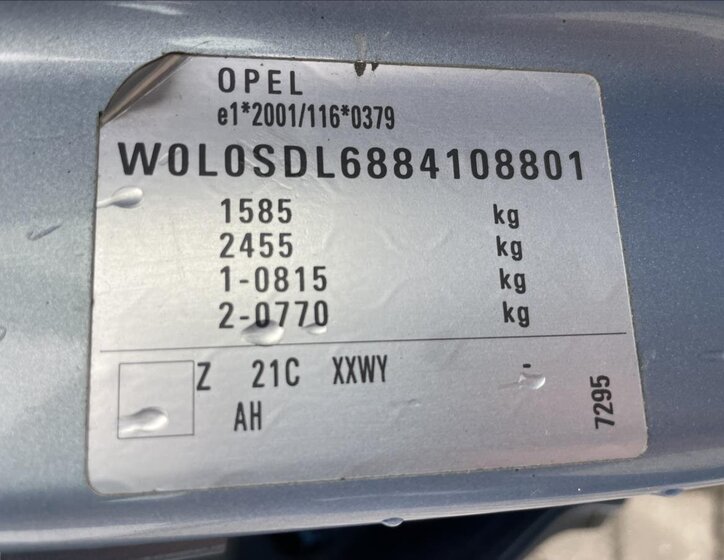 OPEL
e1*2001/116*0379
W0L0SDL6884108801
1585 kg
2455 kg
1-0815 kg
2-0770 kg
Z 21C XXWY -
AH
7295